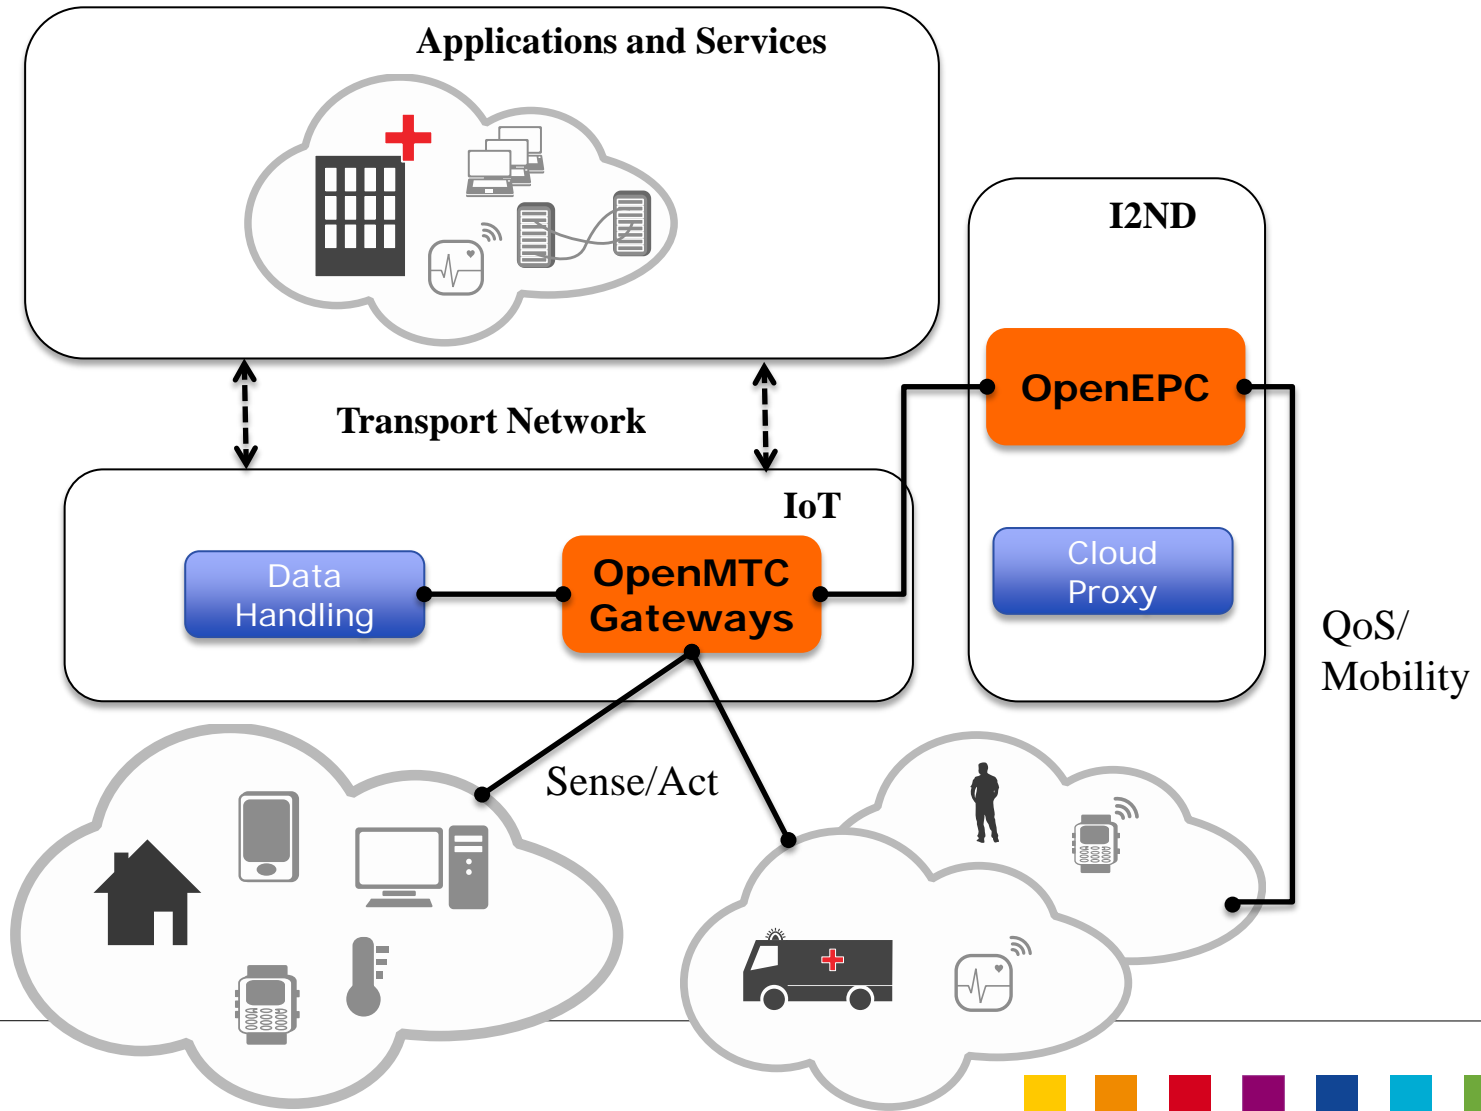 Applications and Services
I2ND
OpenEPC
Transport Network
IoT
Data
Handling
OpenMTC
Gateways
Cloud
Proxy
QoS/
Mobility
Sense/Act